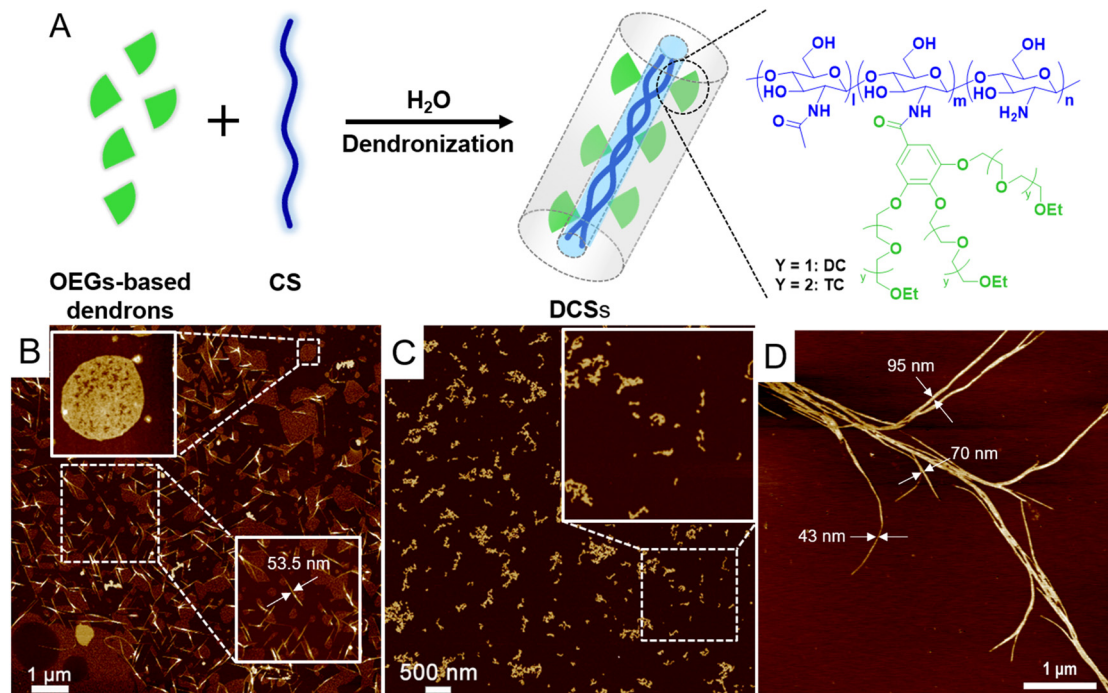 A
H2O
Dendronization
OEGs-based
dendrons
CS
DCSs
OH
OH
OH
O
O
O
O
O
O
HO
HO
HO
l
m
n
NH
NH
H2N
O
O
O
O
O
O
O
O
O
y
y
y
OEt
OEt
OEt
Y = 1: DC
Y = 2: TC
B
53.5 nm
1 µm
C
500 nm
D
95 nm
70 nm
43 nm
1 µm